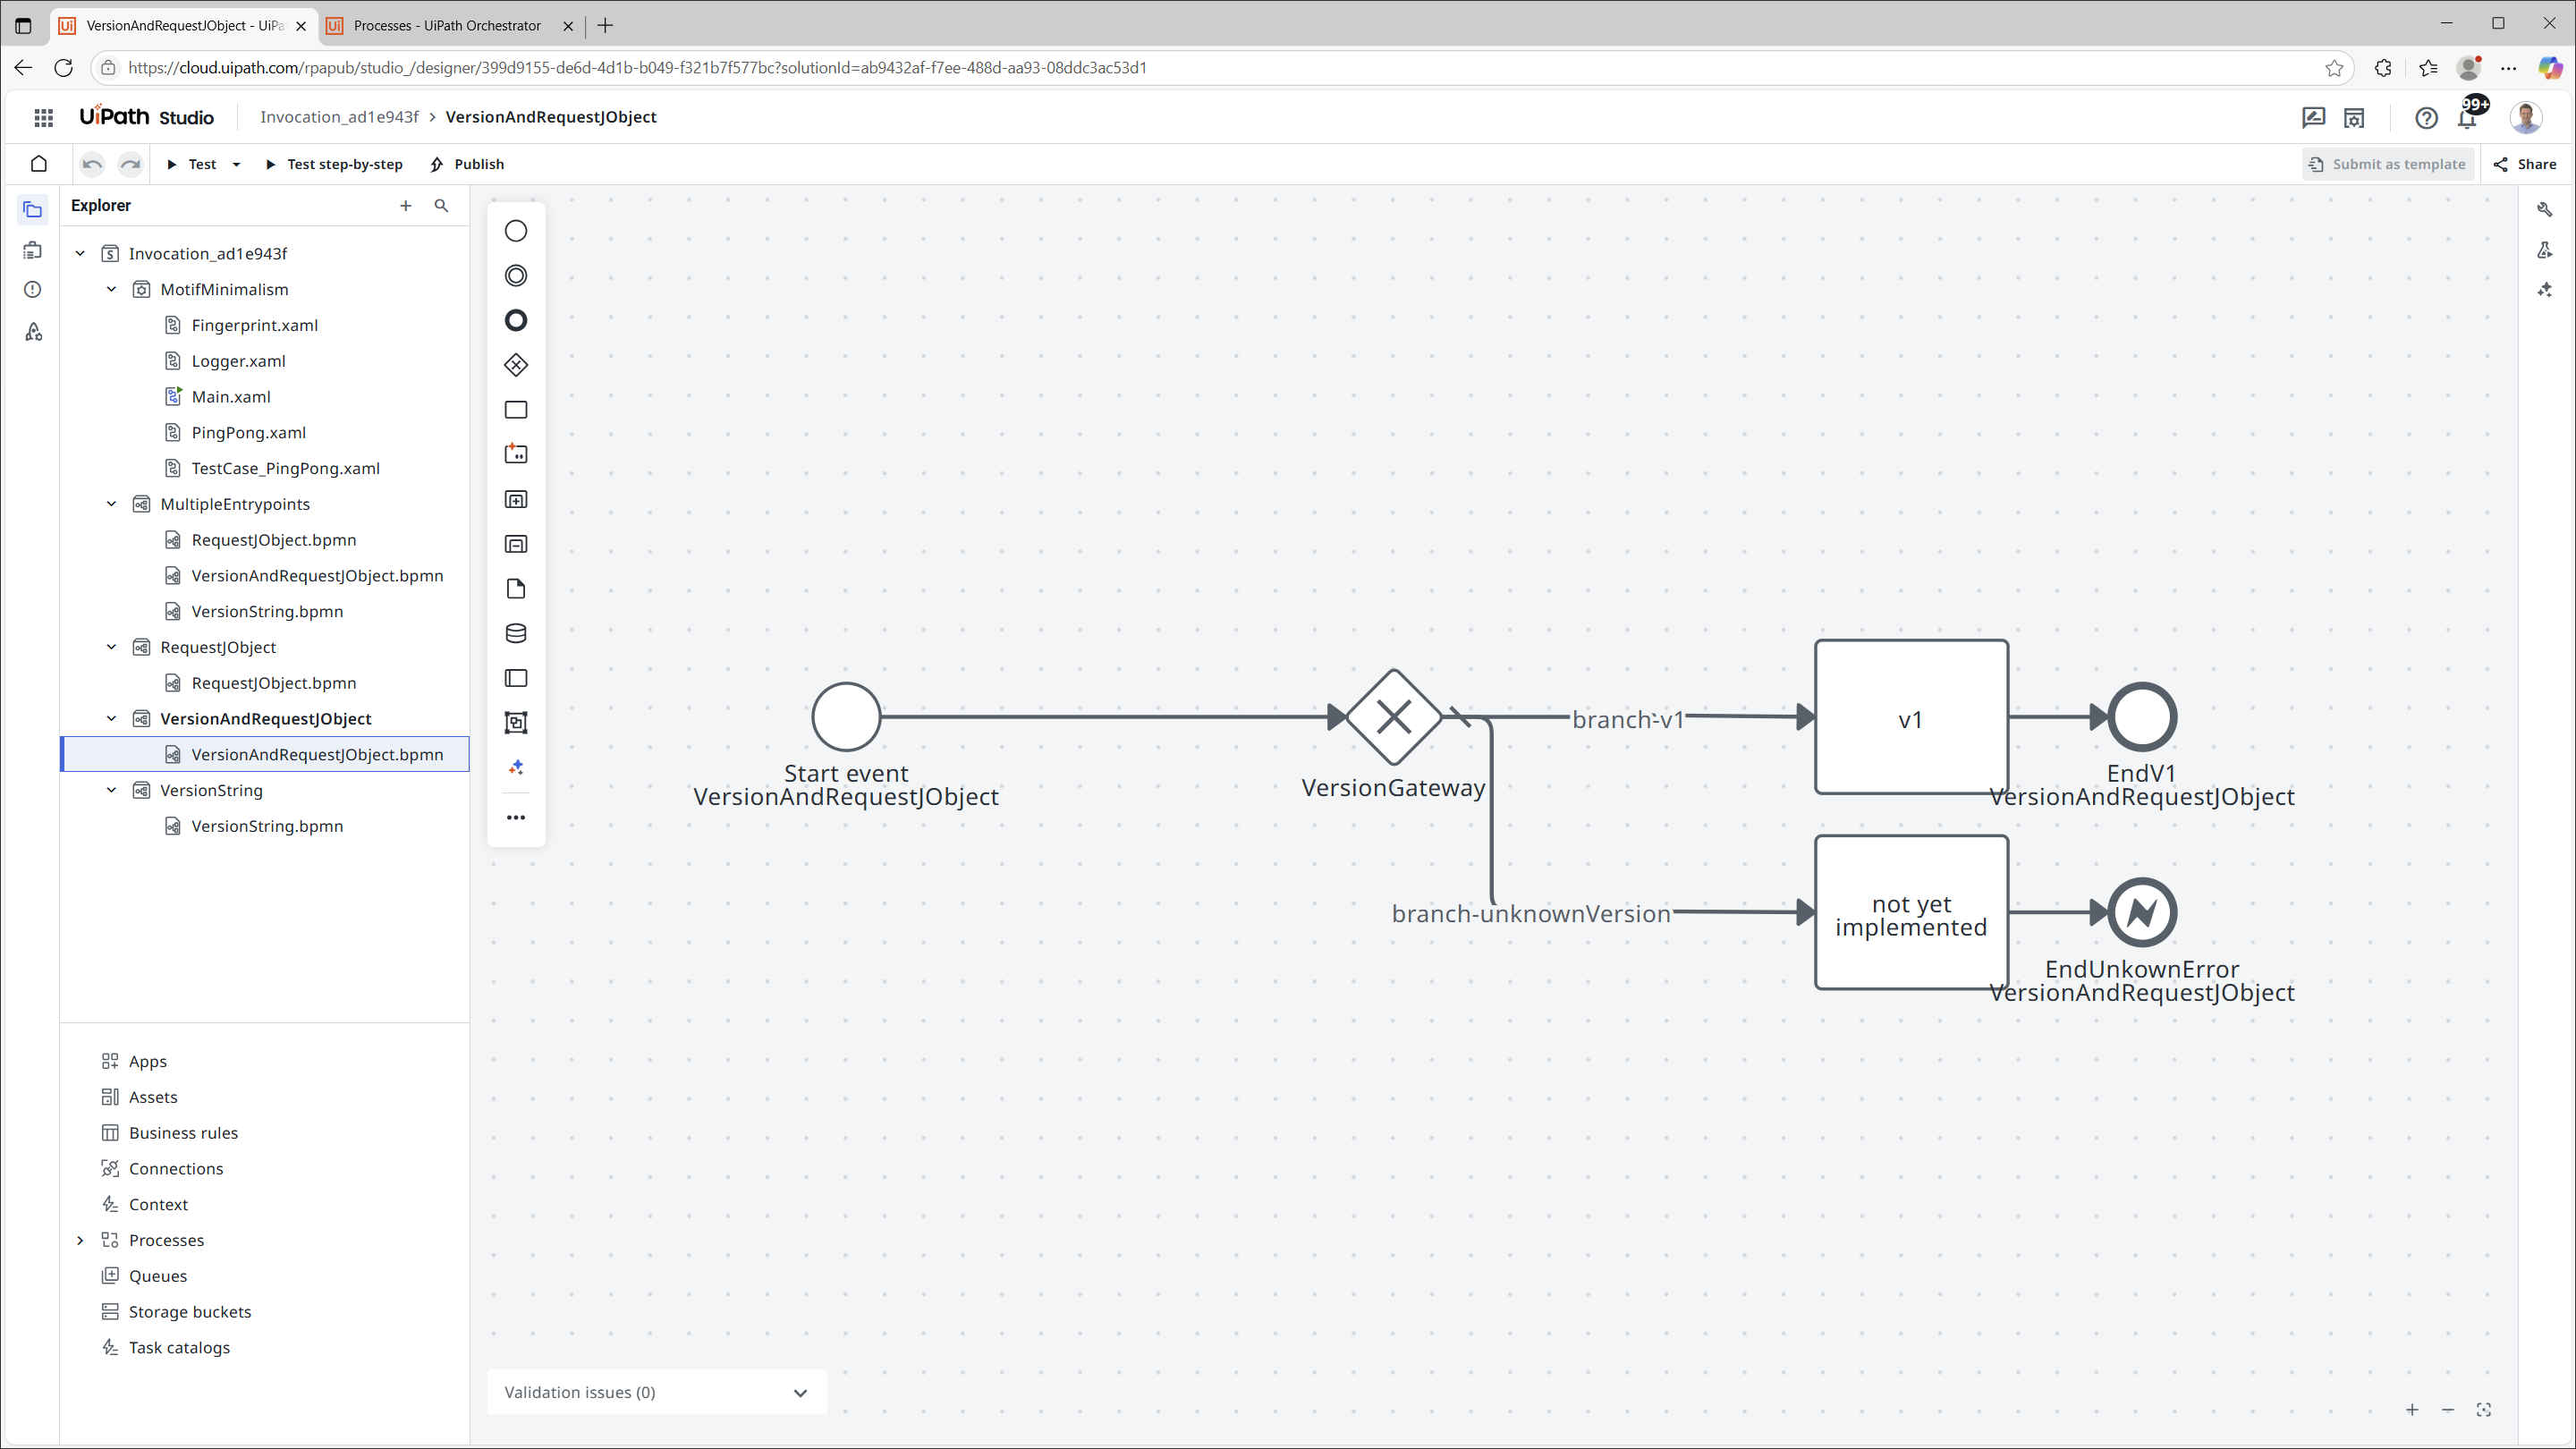 VersionAndRequestJObject - UiPa
Processes - UiPath Orchestrator
https://cloud.uipath.com/rpapub/studio_/designer/399d9155-de6d-4d1b-b049-f321b7f577bc?solutionId=ab9432af-f7ee-488d-aa93-08ddc3ac53d1
UiPath Studio
Invocation_ad1e943f > VersionAndRequestJObject
99+
Test
Test step-by-step
Publish
Submit as template
Share
Explorer
Invocation_ad1e943f
MotifMinimalism
Fingerprint.xaml
Logger.xaml
Main.xaml
PingPong.xaml
TestCase_PingPong.xaml
MultipleEntrypoints
RequestJObject.bpmn
VersionAndRequestJObject.bpmn
VersionString.bpmn
RequestJObject
RequestJObject.bpmn
VersionAndRequestJObject
VersionAndRequestJObject.bpmn
VersionString
VersionString.bpmn
Apps
Assets
Business rules
Connections
Context
Processes
Queues
Storage buckets
Task catalogs
Start event
VersionAndRequestJObject
VersionGateway
branch-v1
v1
EndV1
VersionAndRequestJObject
branch-unknownVersion
not yet
implemented
EndUnkownError
VersionAndRequestJObject
Validation issues (0)